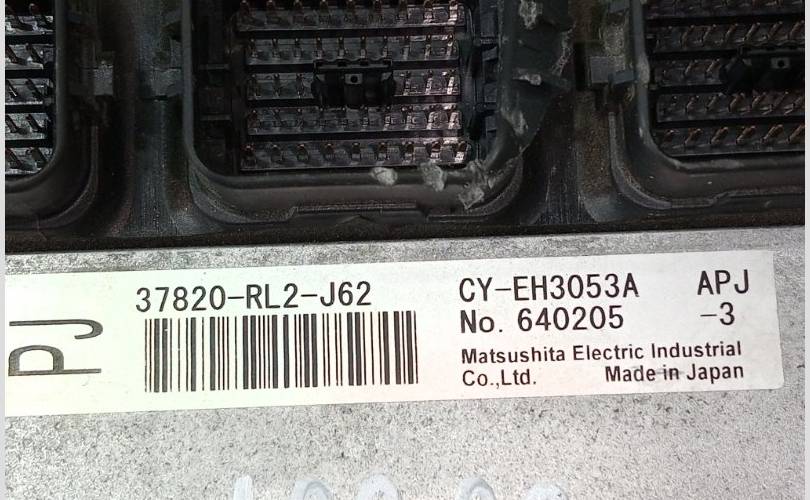 PJ
37820-RL2-J62
CY-EH3053A APJ
No. 640205 -3
Matsushita Electric Industrial
Co.,Ltd. Made in Japan